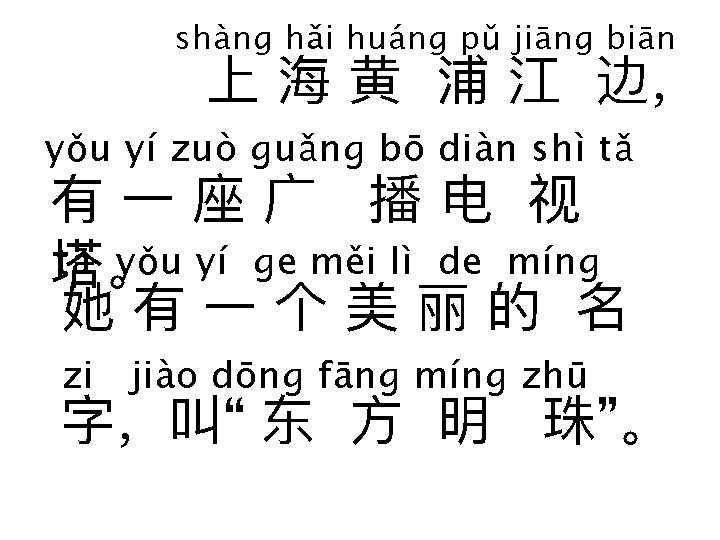 shàng hǎi huáng pǔ jiāng biān
上海黄浦江边，
yǒu yí zuò guǎng bō diàn shì tǎ
有一座广播电视
塔。
yǒu yí ge měi lì de míng
她有一个美丽的名
zi jiào dōng fāng míng zhū
字，叫“东方明珠”。